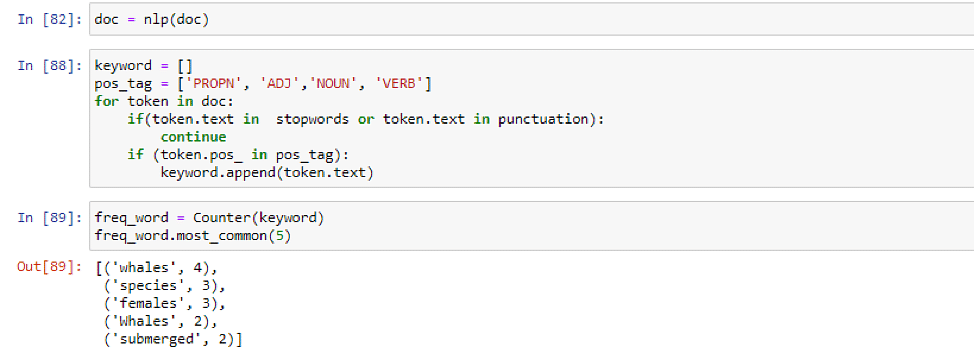 In [82]: doc = nlp(doc)
In [88]: keyword = []
pos_tag = ['PROPN', 'ADJ','NOUN', 'VERB']
for token in doc:
    if(token.text in  stopwords or token.text in punctuation):
        continue
    if (token.pos_ in pos_tag):
        keyword.append(token.text)
In [89]: freq_word = Counter(keyword)
freq_word.most_common(5)
Out[89]: [('whales', 4),
 ('species', 3),
 ('females', 3),
 ('Whales', 2),
 ('submerged', 2)]